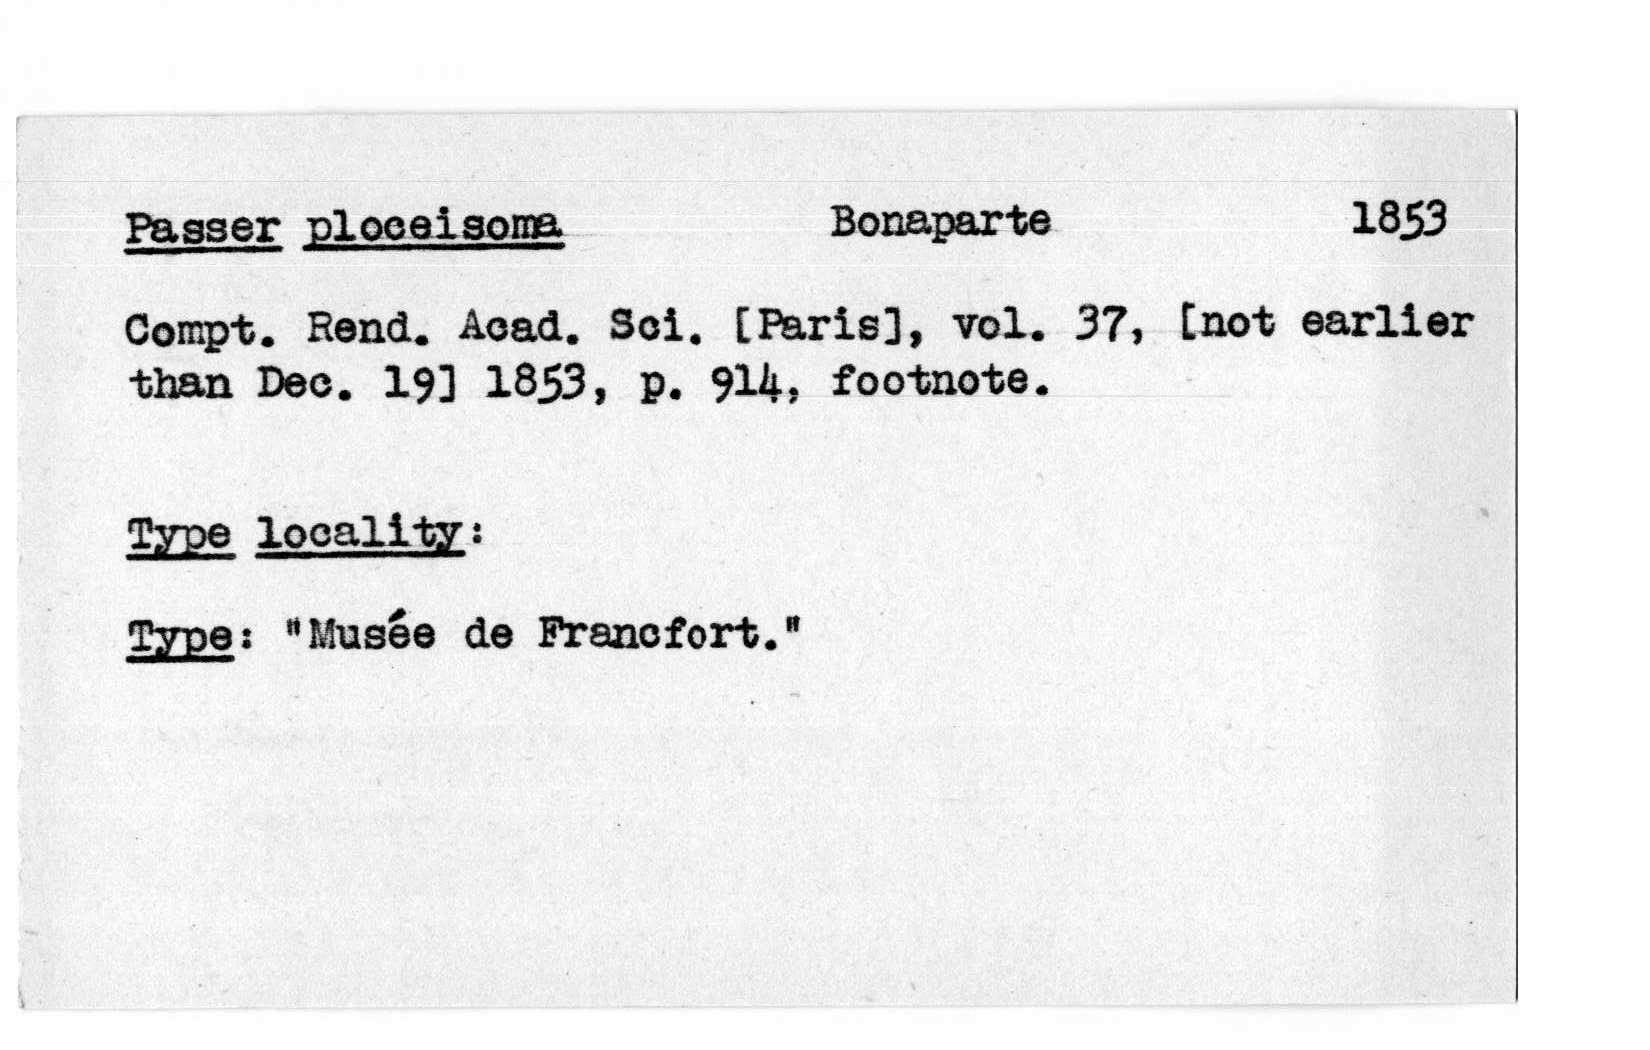 Passer ploceisoma Bonaparte 1853
Compt. Rend. Acad. Sci. [Paris], vol. 37, [not earlier
than Dec. 19] 1853, p. 914, footnote.
Type locality:
Type: "Musée de Francfort."